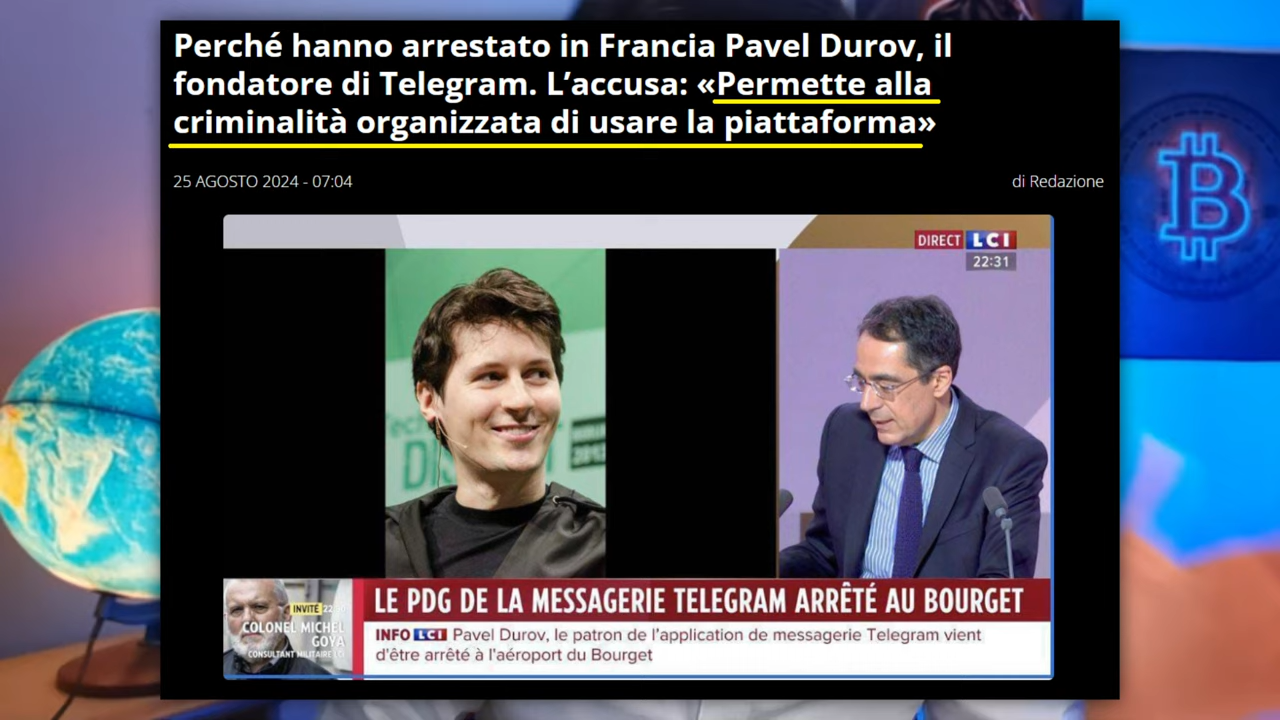 Perché hanno arrestato in Francia Pavel Durov, il
fondatore di Telegram. L’accusa: «Permette alla
criminalità organizzata di usare la piattaforma»
25 AGOSTO 2024 - 07:04
di Redazione
DIRECT LCI
22:31
INVITÉ
COLONEL MICHEL
GOYA
CONSULTANT MILITAIRE
LE PDG DE LA MESSAGERIE TELEGRAM ARRÊTÉ AU BOURGET
INFO LCI Pavel Durov, le patron de l'application de messagerie Telegram vient
d'être arrêté à l'aéroport du Bourget